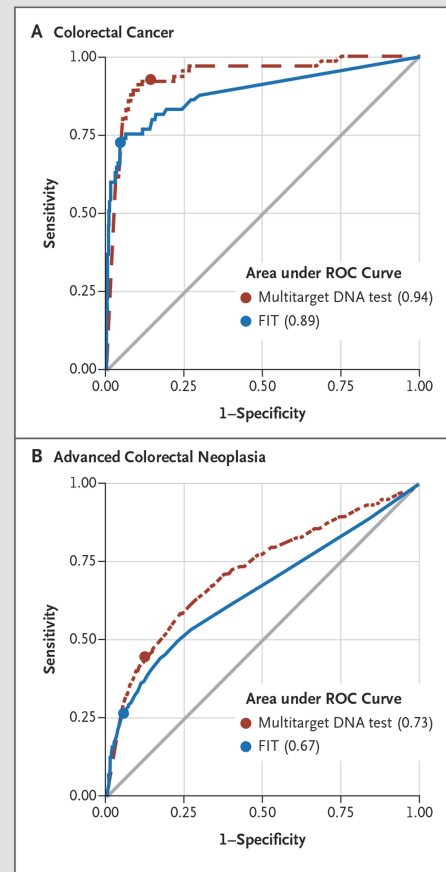 A Colorectal Cancer
1.00
0.75
0.50
0.25
0.00
Sensitivity
Area under ROC Curve
Multitarget DNA test (0.94)
FIT (0.89)
0.00 0.25 0.50 0.75 1.00
1–Specificity
B Advanced Colorectal Neoplasia
1.00
0.75
0.50
0.25
0.00
Sensitivity
Area under ROC Curve
Multitarget DNA test (0.73)
FIT (0.67)
0.00 0.25 0.50 0.75 1.00
1–Specificity